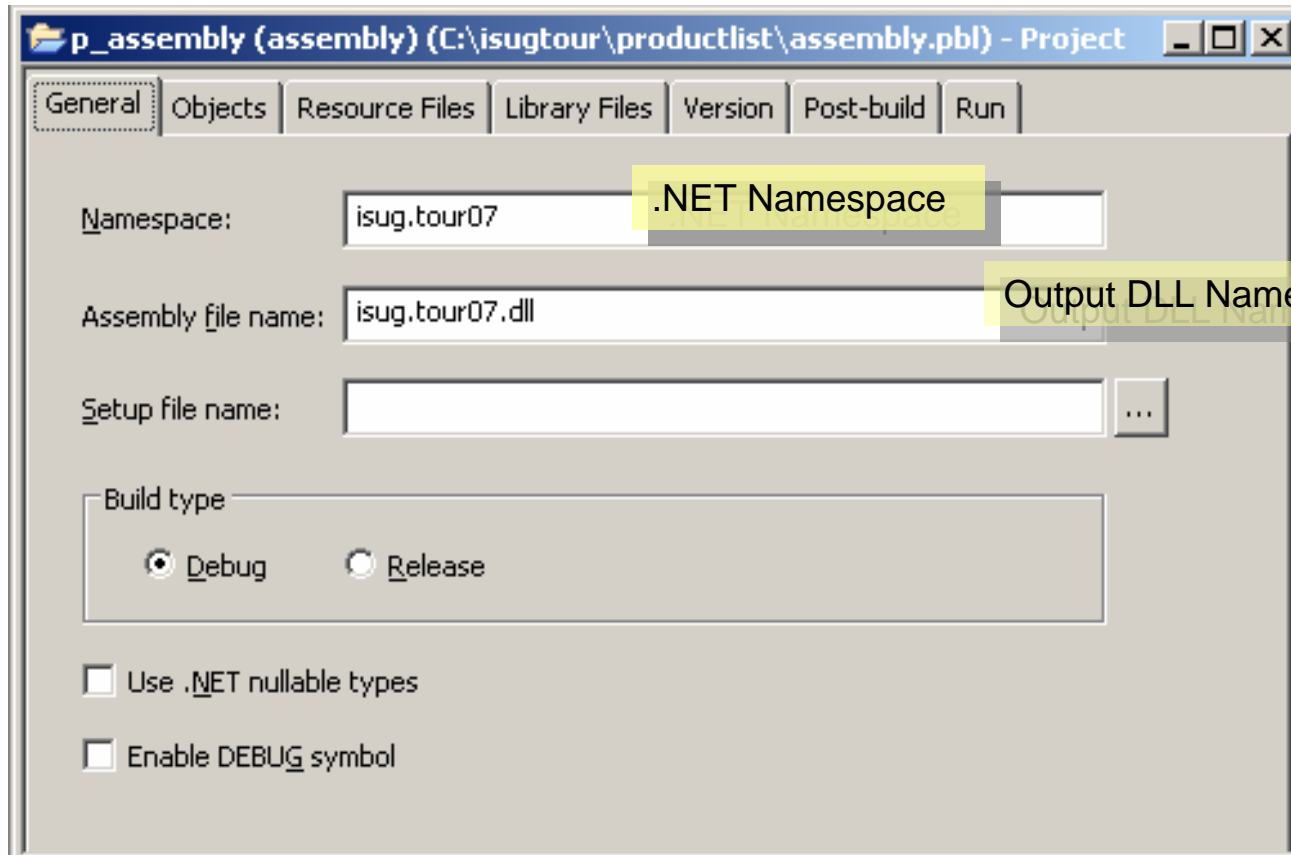 p_assembly (assembly) (C:\isugtour\productlist\assembly.pbl) - Project
General Objects Resource Files Library Files Version Post-build Run
Namespace: isug.tour07 .NET Namespace
Assembly file name: isug.tour07.dll Output DLL Name
Setup file name: ...
Build type
Debug Release
Use .NET nullable types
Enable DEBUG symbol